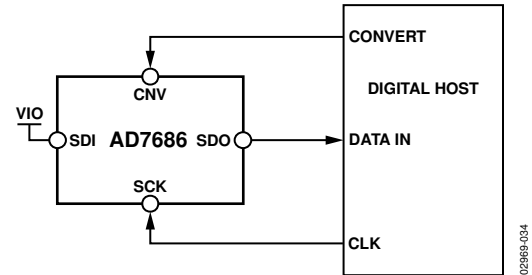 CONVERT
CNV
DIGITAL HOST
VIO
SDI AD7686 SDO
DATA IN
SCK
CLK
02969-034